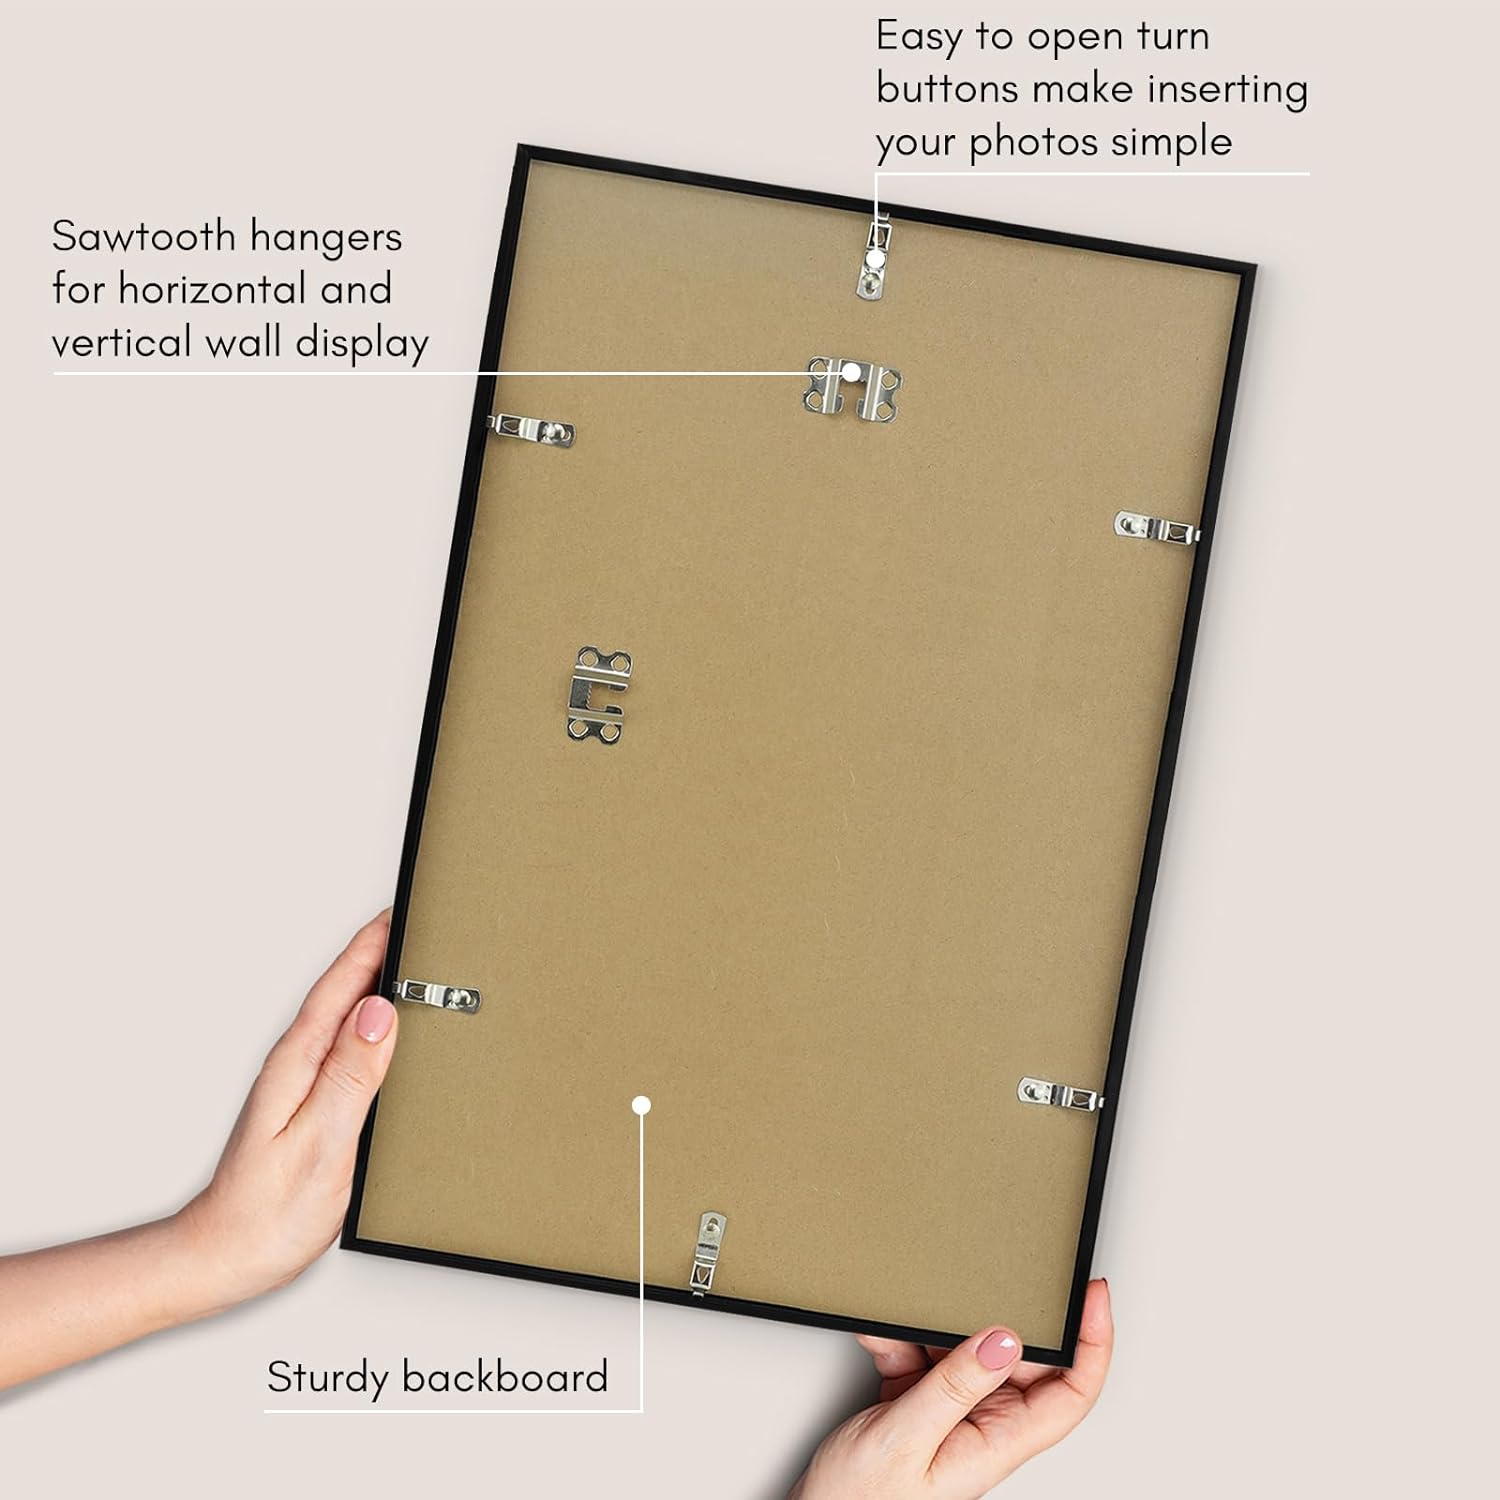 Easy to open turn
buttons make inserting
your photos simple
Sawtooth hangers
for horizontal and
vertical wall display
Sturdy backboard